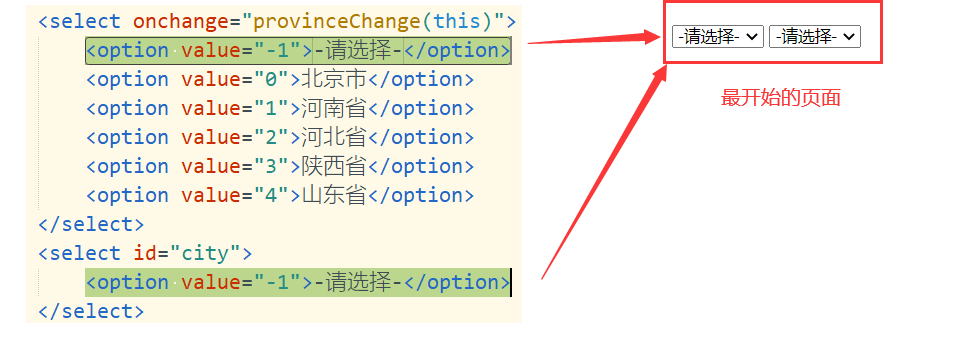 <select onchange="provinceChange(this)">
<option value="-1">-请选择-</option>
<option value="0">北京市</option>
<option value="1">河南省</option>
<option value="2">河北省</option>
<option value="3">陕西省</option>
<option value="4">山东省</option>
</select>
<select id="city">
<option value="-1">-请选择-</option>
</select>
-请选择- -请选择-
最开始的页面